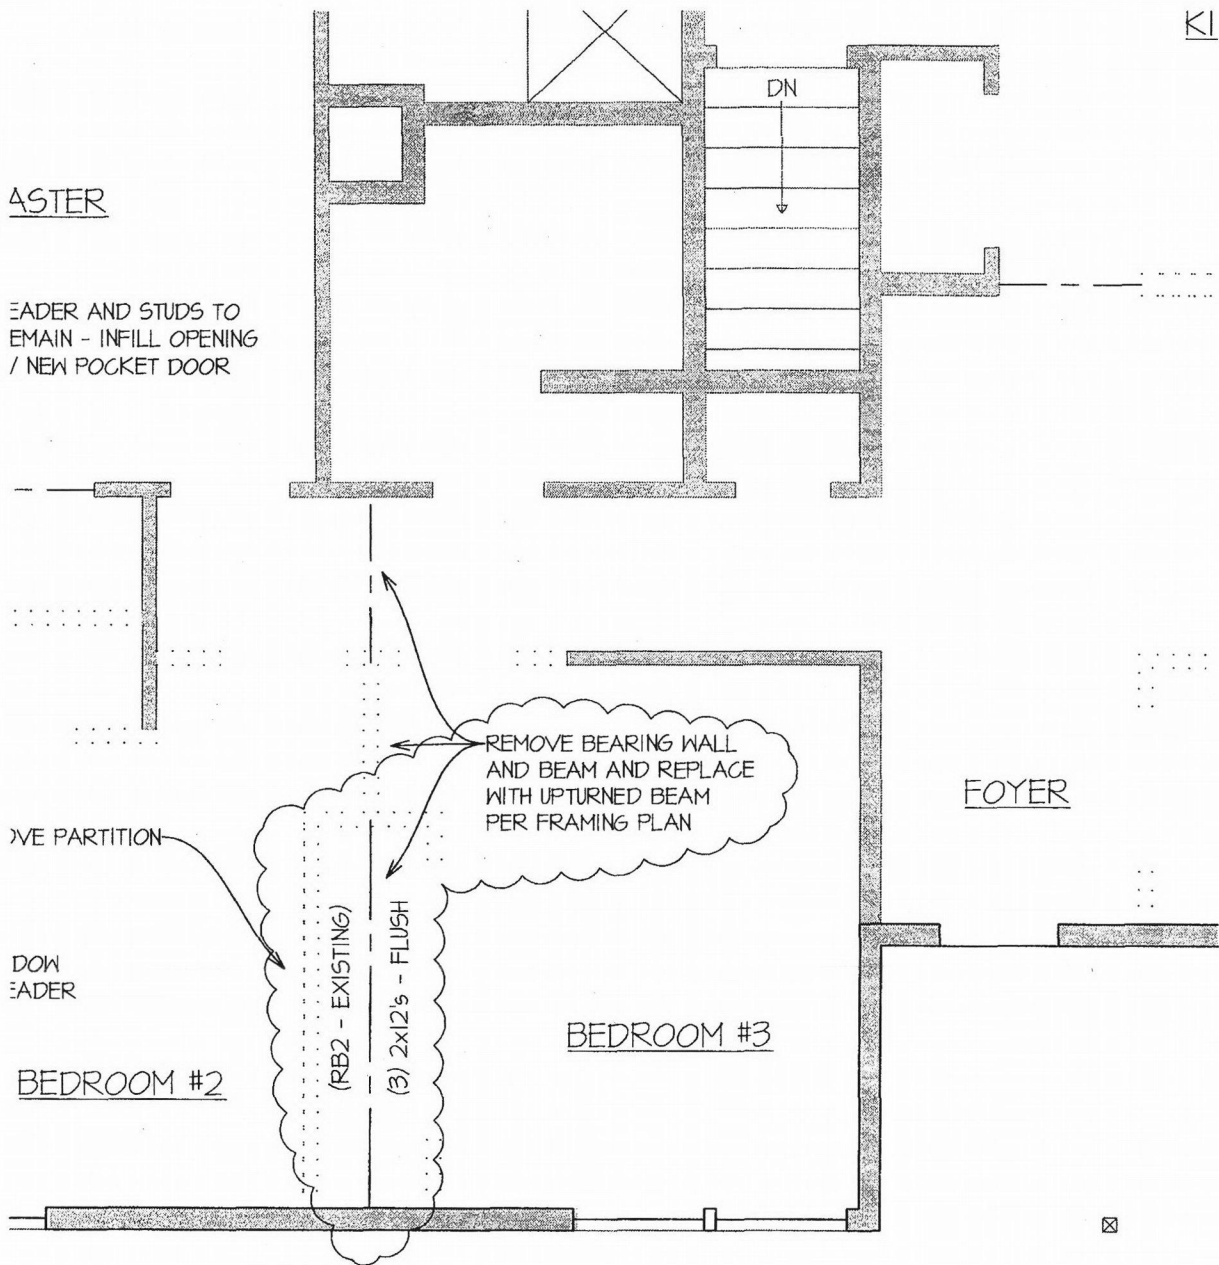 KI
DN
ASTER
EADER AND STUDS TO
EMAIN - INFILL OPENING
/ NEW POCKET DOOR
REMOVE BEARING WALL
AND BEAM AND REPLACE
WITH UPTURNED BEAM
PER FRAMING PLAN
FOYER
OVE PARTITION
(RB2 - EXISTING)
(3) 2x12's - FLUSH
DOW
EADER
BEDROOM #3
BEDROOM #2